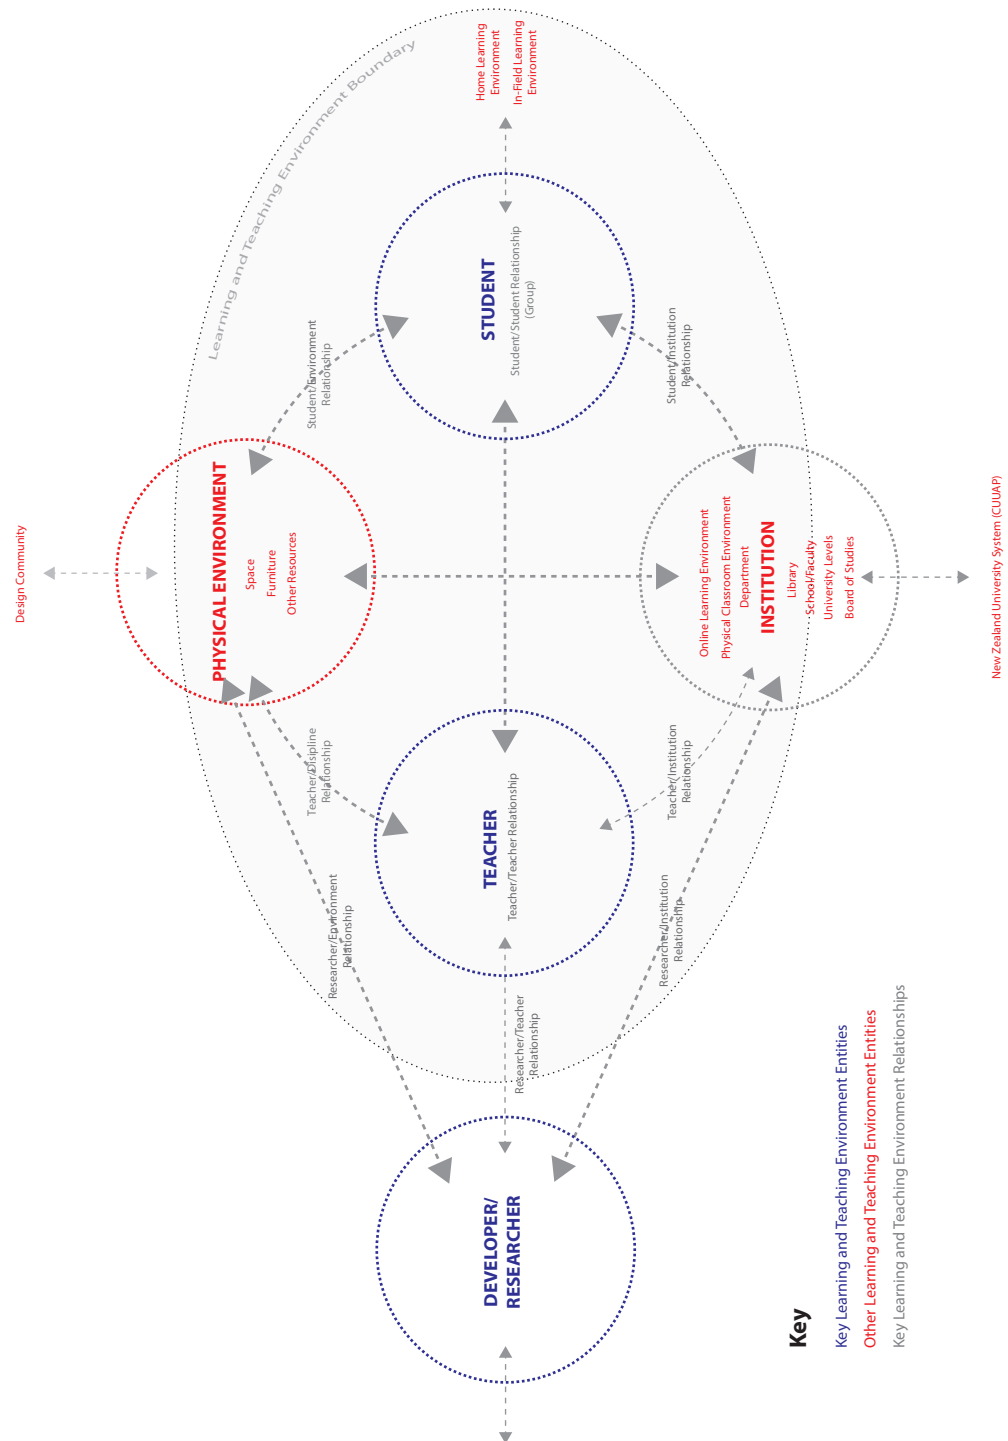 Design Community
Learning and Teaching Environment Boundary
PHYSICAL ENVIRONMENT
Space
Furniture
Other Resources
Researcher/Environment
Relationship
Teacher/Disipline
Relationship
Student/Environment
Relationship
DEVELOPER/
RESEARCHER
Researcher/Teacher
Relationship
TEACHER
Teacher/Teacher Relationship
STUDENT
Student/Student Relationship
(Group)
Home Learning
Environment
In-Field Learning
Environment
Researcher/Institution
Relationship
Teacher/Institution
Relationship
Student/Institution
Relationship
Online Learning Environment
Physical Classroom Environment
Department
INSTITUTION
Library
School/Faculty
University Levels
Board of Studies
New Zealand University System (CUUAP)
Key
Key Learning and Teaching Environment Entities
Other Learning and Teaching Environment Entities
Key Learning and Teaching Environment Relationships